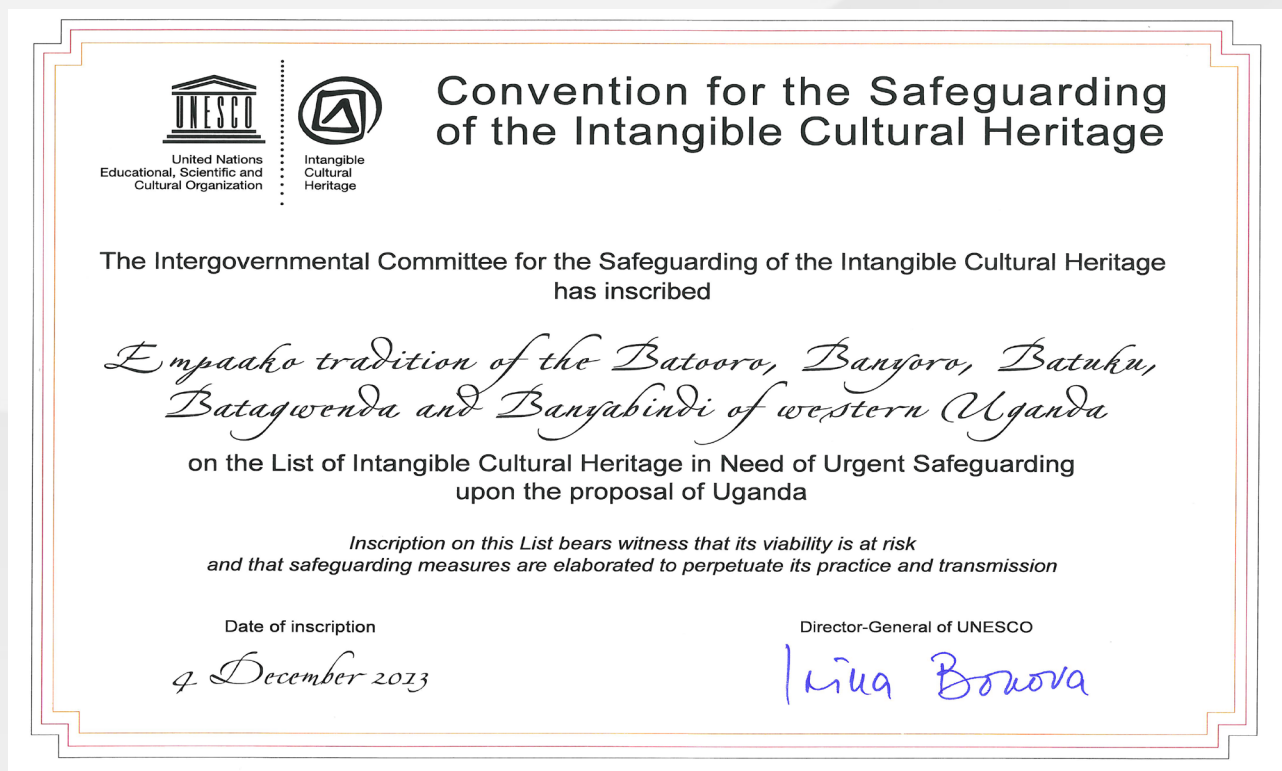 UNESCO
United Nations
Educational, Scientific and
Cultural Organization
Intangible
Cultural
Heritage
Convention for the Safeguarding
of the Intangible Cultural Heritage
The Intergovernmental Committee for the Safeguarding of the Intangible Cultural Heritage
has inscribed
Empaako tradition of the Batooro, Banyoro, Batuku,
Batagwenda and Banyabindi of western Uganda
on the List of Intangible Cultural Heritage in Need of Urgent Safeguarding
upon the proposal of Uganda
Inscription on this List bears witness that its viability is at risk
and that safeguarding measures are elaborated to perpetuate its practice and transmission
Date of inscription
4 December 2013
Director-General of UNESCO
Irina Bokova